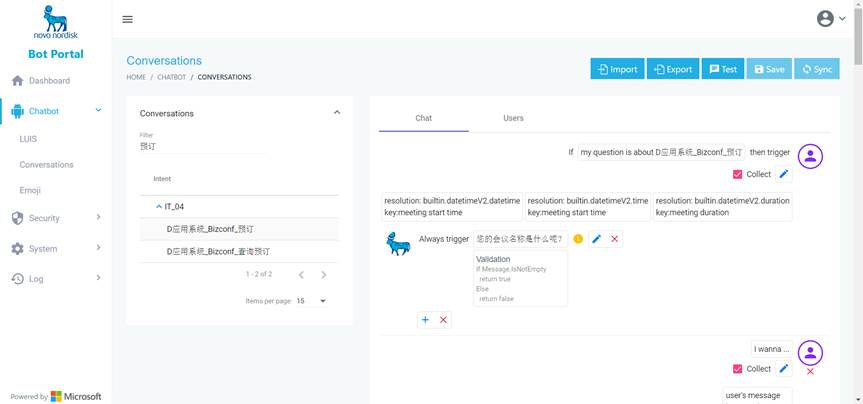 novo nordisk
Bot Portal
Dashboard
Chatbot
LUIS
Conversations
Emoji
Security
System
Log
Powered by Microsoft
Conversations
HOME / CHATBOT / CONVERSATIONS
Import
Export
Test
Save
Sync
Conversations
Filter
预订
Intent
IT_04
D应用系统_Bizconf_预订
D应用系统_Bizconf_查询预订
1 - 2 of 2
Items per page: 15
Chat
Users
If my question is about D应用系统_Bizconf_预订 then trigger
Collect
resolution: builtin.datetimeV2.datetime
key:meeting start time
resolution: builtin.datetimeV2.time
key:meeting start time
resolution: builtin.datetimeV2.duration
key:meeting duration
Always trigger 您的会议名称是什么呢?
Validation
If Message.IsNotEmpty
return true
Else
return false
I wanna ...
Collect
user's message